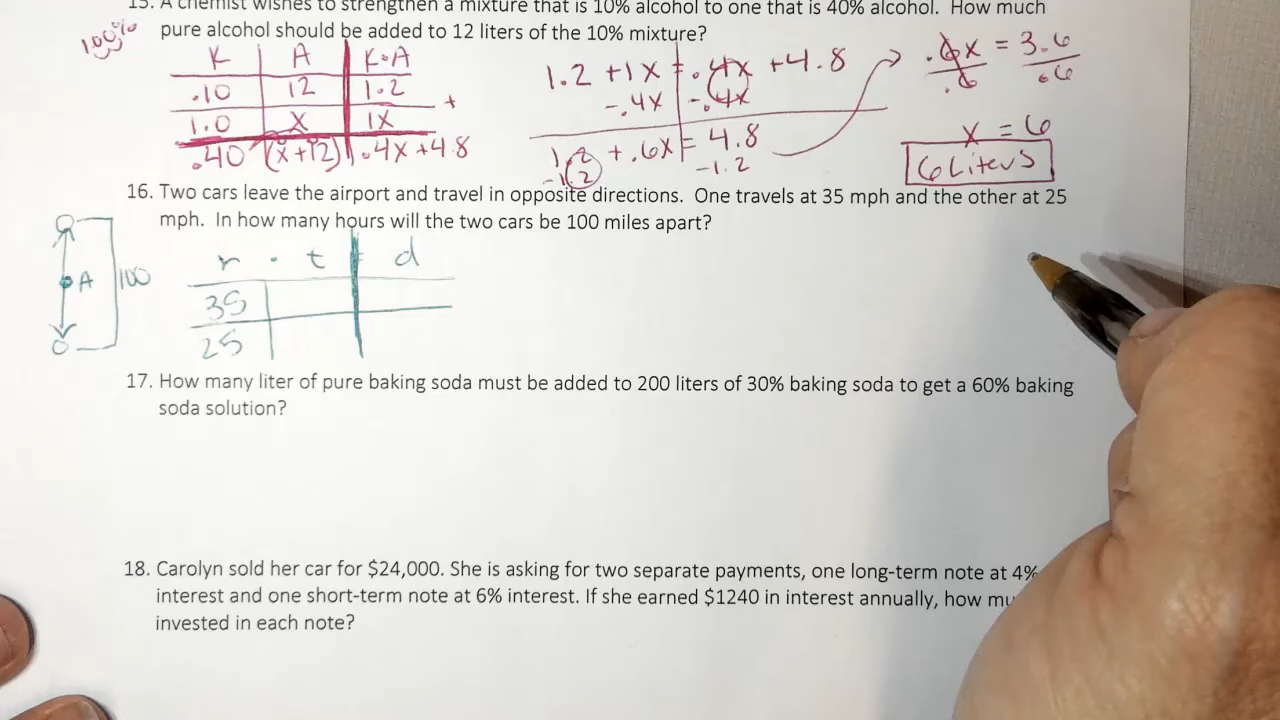 15. A chemist wishes to strengthen a mixture that is 10% alcohol to one that is 40% alcohol. How much
pure alcohol should be added to 12 liters of the 10% mixture?
100%
K A K·A
.10 12 1.2
+
1.0 x 1x
.40 (x+12) .4x+4.8
1.2 + 1x = .4x + 4.8
-.4x -.4x
1.2 + .6x = 4.8
-1.2 -1.2
.6x = 3.6
.6 .6
x = 6
6 Liters
16. Two cars leave the airport and travel in opposite directions. One travels at 35 mph and the other at 25
mph. In how many hours will the two cars be 100 miles apart?
A 100
r · t = d
35
25
17. How many liter of pure baking soda must be added to 200 liters of 30% baking soda to get a 60% baking
soda solution?
18. Carolyn sold her car for $24,000. She is asking for two separate payments, one long-term note at 4%
interest and one short-term note at 6% interest. If she earned $1240 in interest annually, how mu
invested in each note?